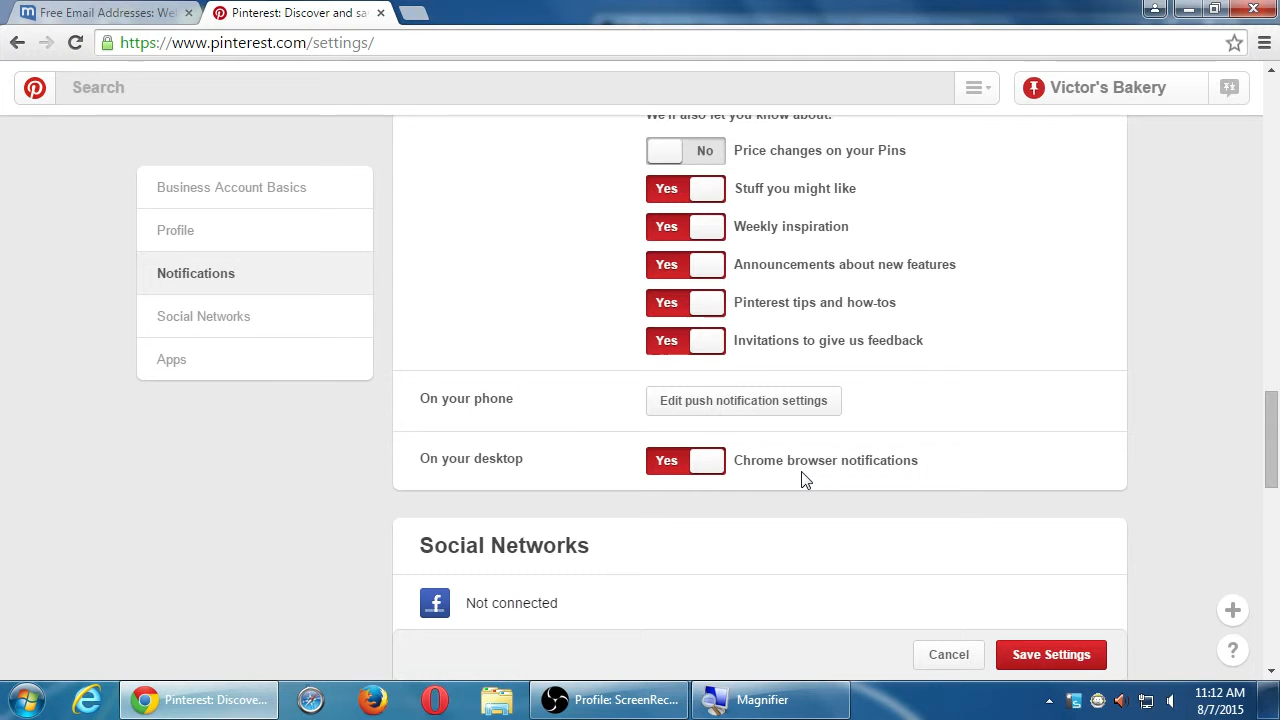 Free Email Addresses: Wel
Pinterest: Discover and sa
https://www.pinterest.com/settings/
Search
Victor's Bakery
We'll also let you know about:
No Price changes on your Pins
Business Account Basics
Yes Stuff you might like
Profile
Yes Weekly inspiration
Notifications
Yes Announcements about new features
Social Networks
Yes Pinterest tips and how-tos
Apps
Yes Invitations to give us feedback
On your phone
Edit push notification settings
On your desktop
Yes Chrome browser notifications
Social Networks
f Not connected
Cancel
Save Settings
Pinterest: Discove...
Profile: ScreenRec...
Magnifier
11:12 AM
8/7/2015